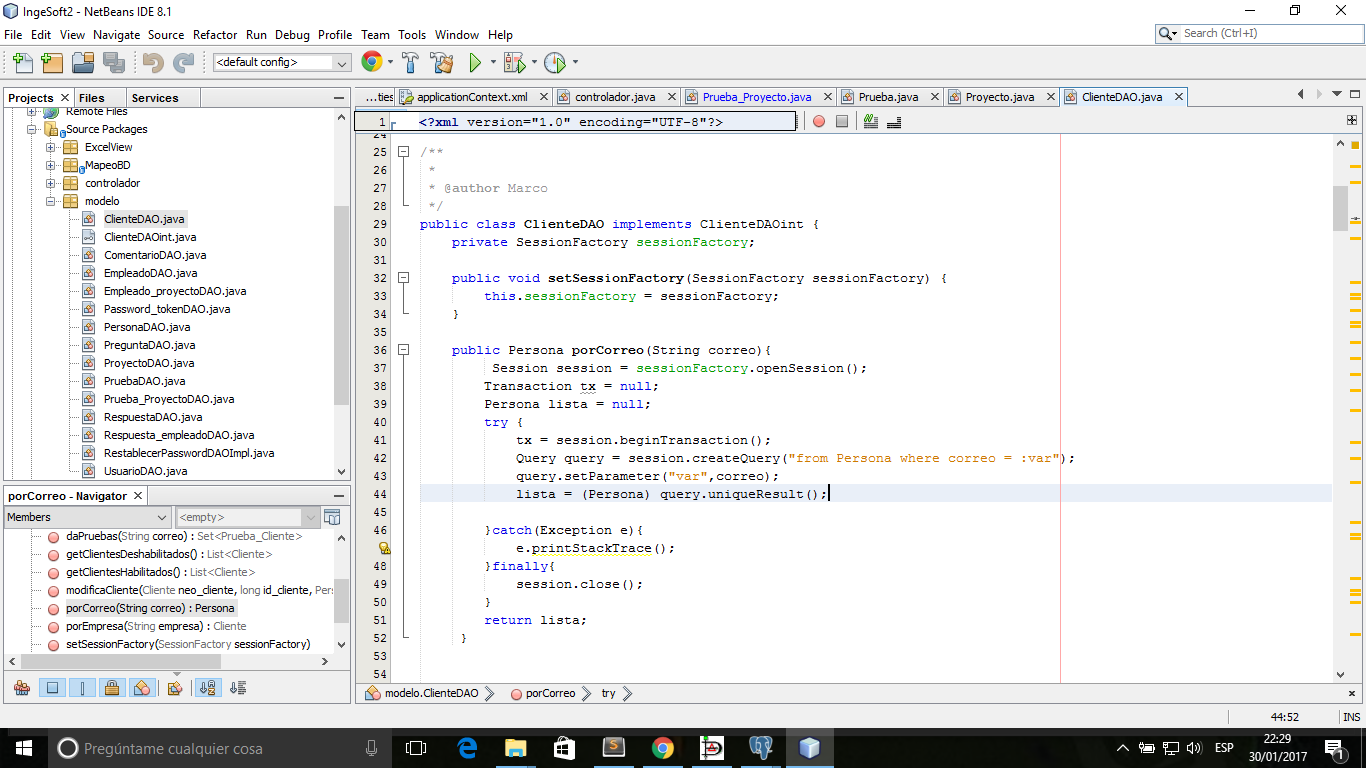 IngeSoft2 - NetBeans IDE 8.1
File Edit View Navigate Source Refactor Run Debug Profile Team Tools Window Help
Search (Ctrl+I)
<default config>
Projects Files Services
Remote Files
Source Packages
ExcelView
MapeoBD
controlador
modelo
ClienteDAO.java
ClienteDAOint.java
ComentarioDAO.java
EmpleadoDAO.java
Empleado_proyectoDAO.java
Password_tokenDAO.java
PersonaDAO.java
PreguntaDAO.java
ProyectoDAO.java
PruebaDAO.java
Prueba_ProyectoDAO.java
RespuestaDAO.java
Respuesta_empleadoDAO.java
RestablecerPasswordDAOImpl.java
UsuarioDAO.java
porCorreo - Navigator
Members <empty>
daPruebas(String correo) : Set<Prueba_Cliente>
getClientesDeshabilitados() : List<Cliente>
getClientesHabilitados() : List<Cliente>
modificaCliente(Cliente neo_cliente, long id_cliente, Per
porCorreo(String correo) : Persona
porEmpresa(String empresa) : Cliente
setSessionFactory(SessionFactory sessionFactory)
...ties applicationContext.xml controlador.java Prueba_Proyecto.java Prueba.java Proyecto.java ClienteDAO.java
1 <?xml version="1.0" encoding="UTF-8"?>
24
25 /**
26 *
27 * @author Marco
28 */
29 public class ClienteDAO implements ClienteDAOint {
30 private SessionFactory sessionFactory;
31
32 public void setSessionFactory(SessionFactory sessionFactory) {
33 this.sessionFactory = sessionFactory;
34 }
35
36 public Persona porCorreo(String correo){
37 Session session = sessionFactory.openSession();
38 Transaction tx = null;
39 Persona lista = null;
40 try {
41 tx = session.beginTransaction();
42 Query query = session.createQuery("from Persona where correo = :var");
43 query.setParameter("var",correo);
44 lista = (Persona) query.uniqueResult();
45
46 }catch(Exception e){
e.printStackTrace();
48 }finally{
49 session.close();
50 }
51 return lista;
52 }
53
54
modelo.ClienteDAO porCorreo try
44:52 INS
Pregúntame cualquier cosa
ESP
22:29
30/01/2017
1